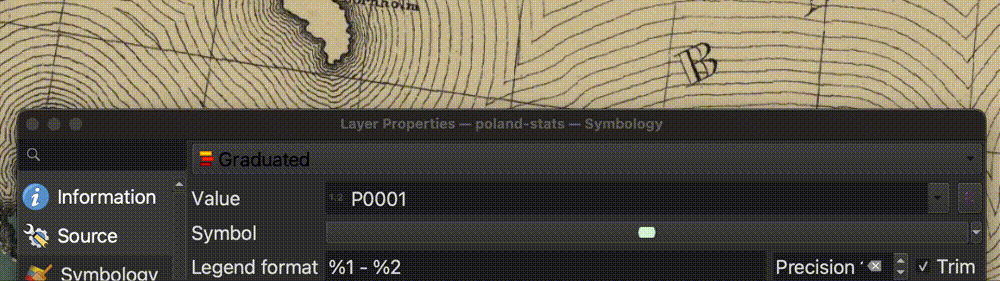 B
Layer Properties — poland-stats — Symbology
Graduated
Information
Value
1.2 P0001
Source
Symbol
Symbology
Legend format %1 - %2
Precision
✓ Trim